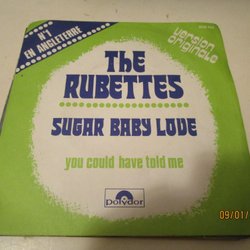 N°1
EN ANGLETERRE
version
originale
The
RUBETTES
SUGAR BABY LOVE
you could have told me
polydor
09/01/